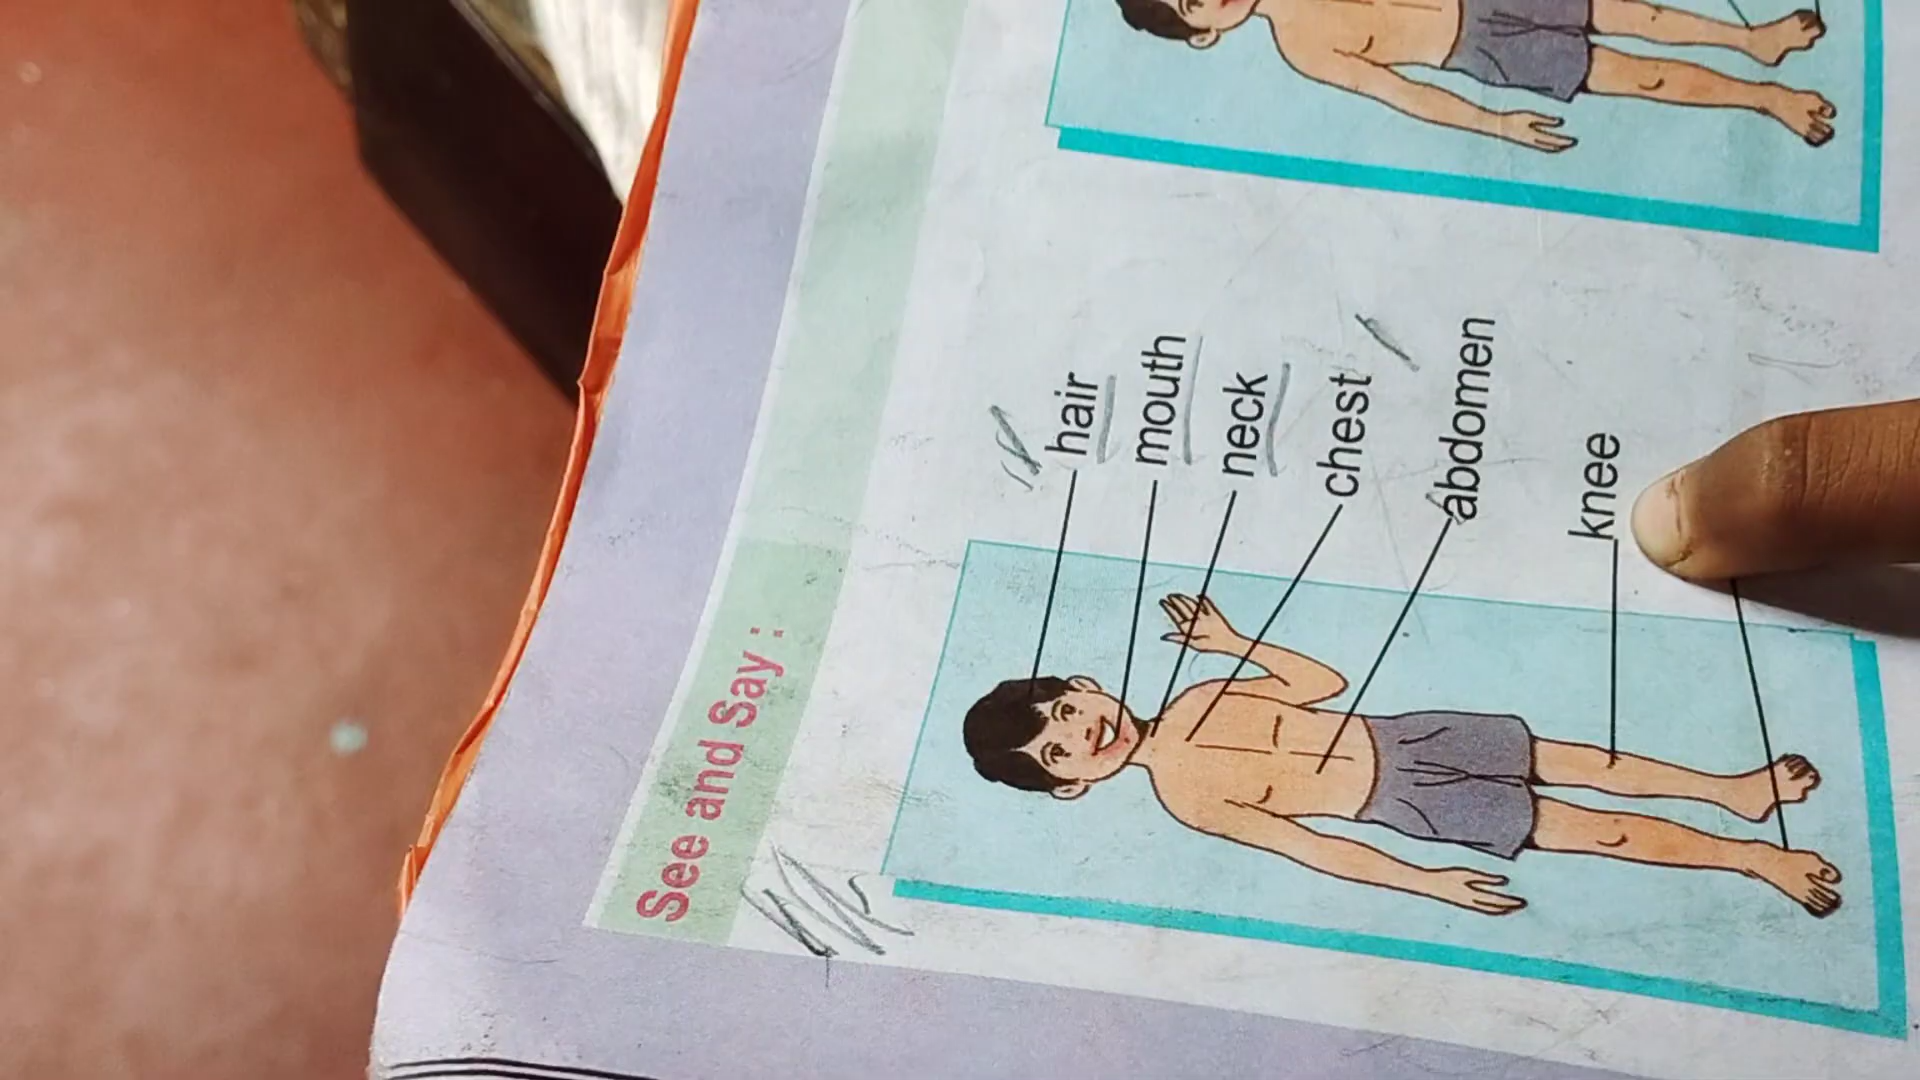 See and Say :
hair
mouth
neck
chest
abdomen
knee